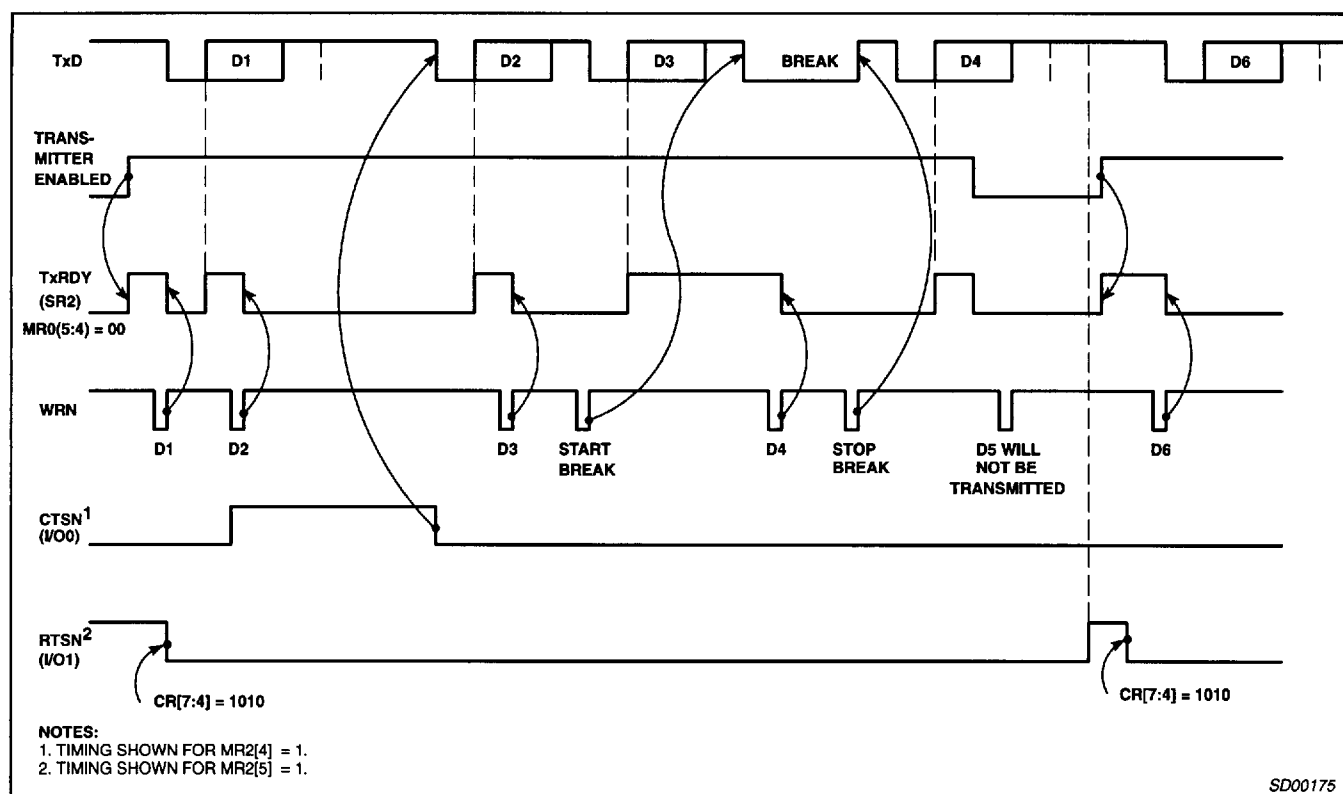 TxD
D1
D2
D3
BREAK
D4
D6
TRANS-
MITTER
ENABLED
TxRDY
(SR2)
MR0(5:4) = 00
WRN
D1
D2
D3
START
BREAK
D4
STOP
BREAK
D5 WILL
NOT BE
TRANSMITTED
D6
CTSN1
(I/O0)
RTSN2
(I/O1)
CR[7:4] = 1010
CR[7:4] = 1010
NOTES:
1. TIMING SHOWN FOR MR2[4] = 1.
2. TIMING SHOWN FOR MR2[5] = 1.
SD00175